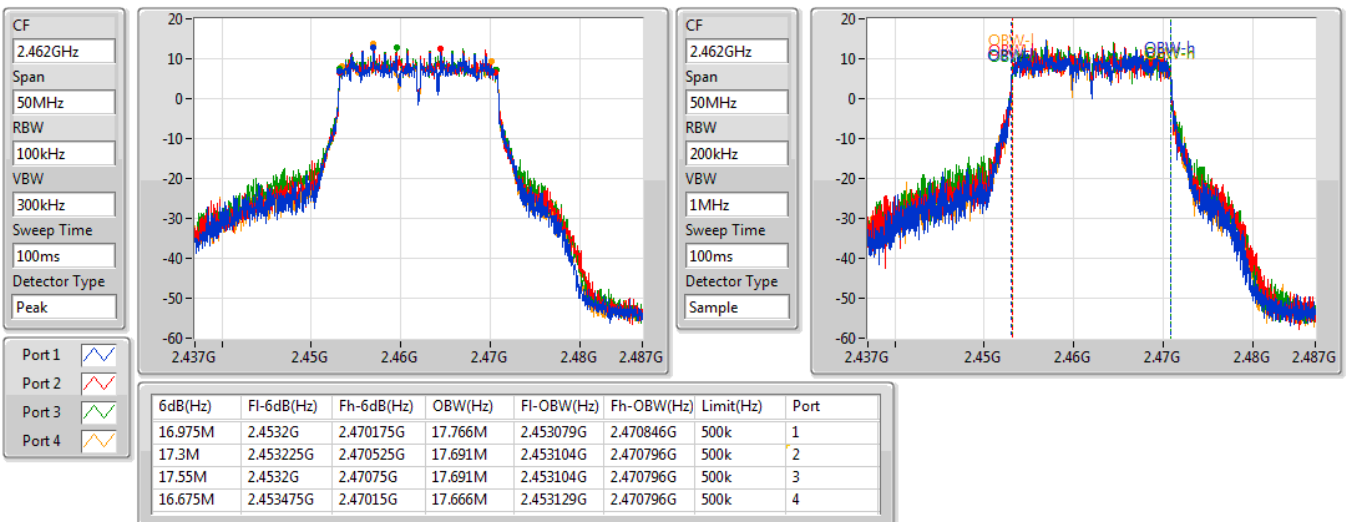 CF
2.462GHz
Span
50MHz
RBW
100kHz
VBW
300kHz
Sweep Time
100ms
Detector Type
Peak
20
10
0
-10
-20
-30
-40
-50
-60
2.437G 2.45G 2.46G 2.47G 2.48G 2.487G
CF
2.462GHz
Span
50MHz
RBW
200kHz
VBW
1MHz
Sweep Time
100ms
Detector Type
Sample
20
10
0
-10
-20
-30
-40
-50
-60
OBW-l
OBW-h
2.437G 2.45G 2.46G 2.47G 2.48G 2.487G
Port 1
Port 2
Port 3
Port 4
6dB(Hz) Fl-6dB(Hz) Fh-6dB(Hz) OBW(Hz) Fl-OBW(Hz) Fh-OBW(Hz) Limit(Hz) Port
16.975M 2.4532G 2.470175G 17.766M 2.453079G 2.470846G 500k 1
17.3M 2.453225G 2.470525G 17.691M 2.453104G 2.470796G 500k 2
17.55M 2.4532G 2.47075G 17.691M 2.453104G 2.470796G 500k 3
16.675M 2.453475G 2.47015G 17.666M 2.453129G 2.470796G 500k 4